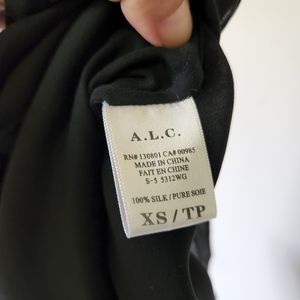 A.L.C.
RN# 130801 CA# 00985
MADE IN CHINA
FAIT EN CHINE
S-5 5312WG
100% SILK / PURE SOIE
XS / TP